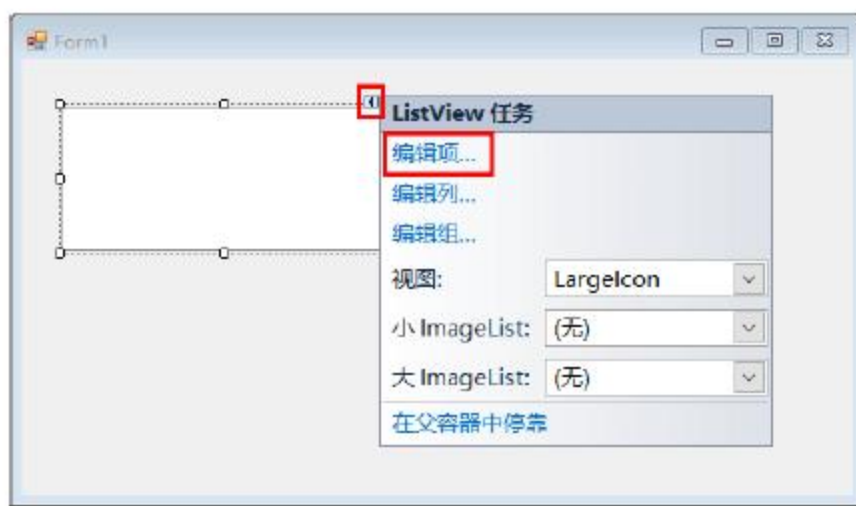 Form1
ListView 任务
编辑项...
编辑列...
编辑组...
视图: LargeIcon
小 ImageList: (无)
大 ImageList: (无)
在父容器中停靠